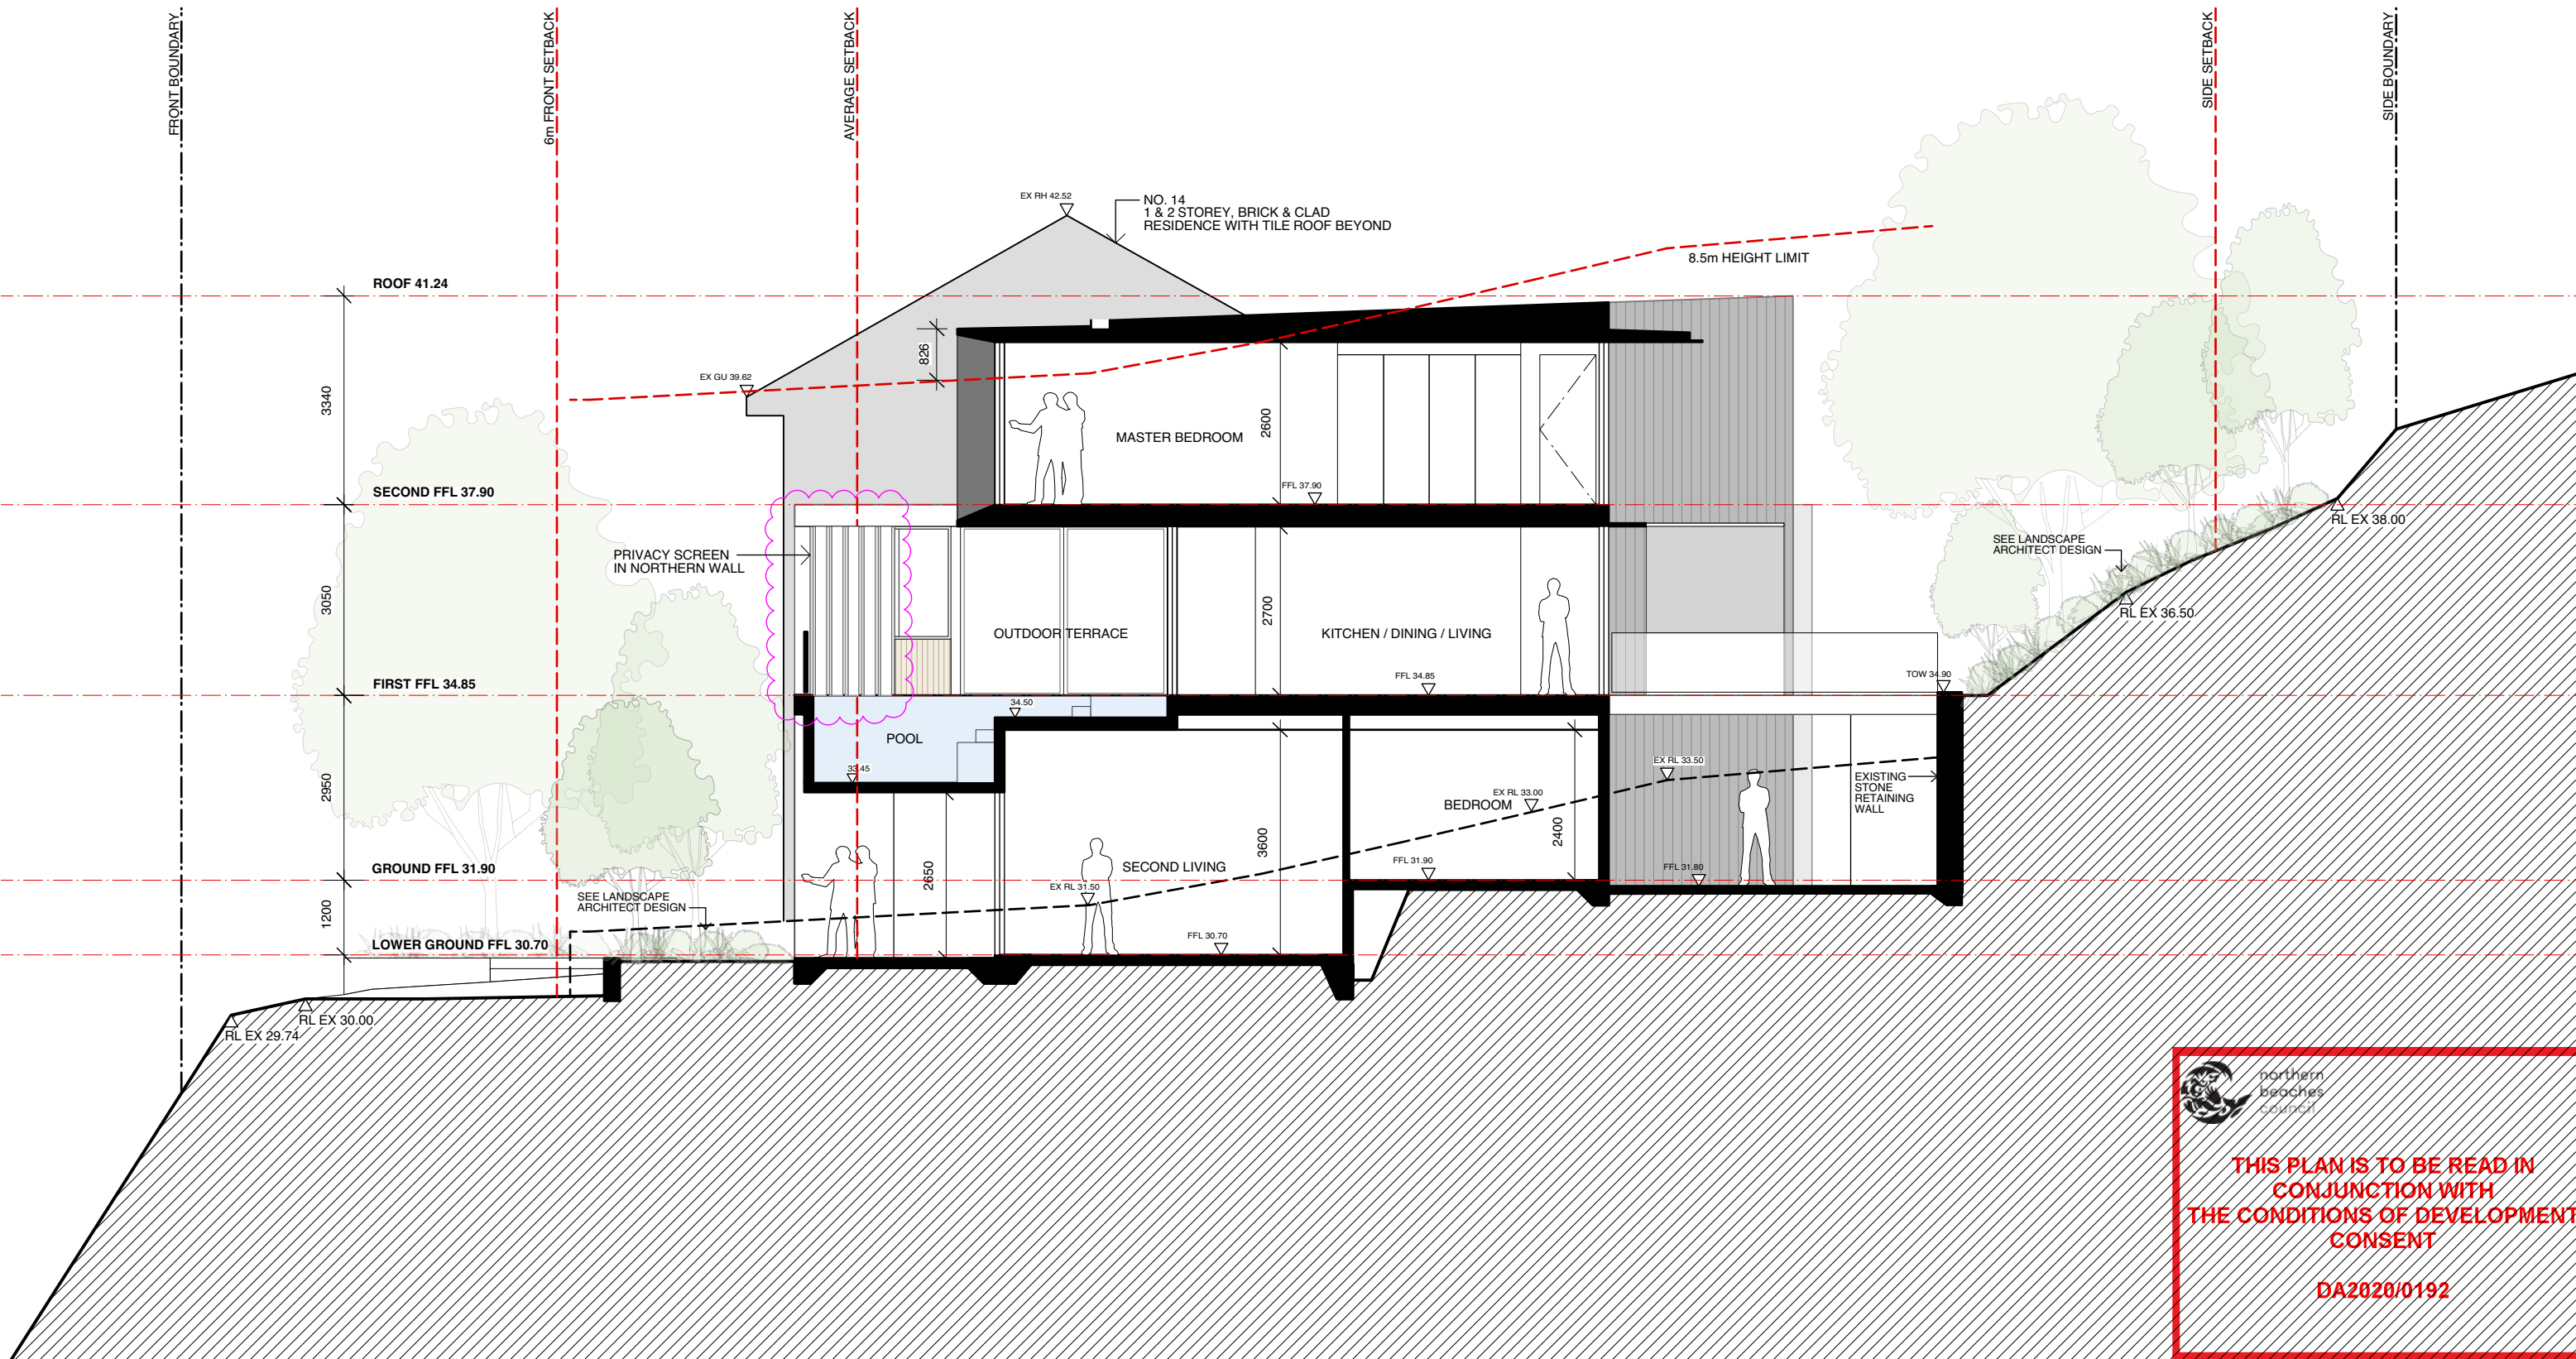 FRONT BOUNDARY
6m FRONT SETBACK
AVERAGE SETBACK
SIDE SETBACK
SIDE BOUNDARY
EX RH 42.52
NO. 14
1 & 2 STOREY, BRICK & CLAD
RESIDENCE WITH TILE ROOF BEYOND
8.5m HEIGHT LIMIT
ROOF 41.24
826
EX GU 39.62
3340
MASTER BEDROOM
2600
SECOND FFL 37.90
FFL 37.90
RL EX 38.00
PRIVACY SCREEN
IN NORTHERN WALL
SEE LANDSCAPE
ARCHITECT DESIGN
3050
2700
RL EX 36.50
OUTDOOR TERRACE
KITCHEN / DINING / LIVING
FIRST FFL 34.85
FFL 34.85
TOW 34.90
34.50
POOL
33.45
2950
EX RL 33.50
EXISTING
STONE
RETAINING
WALL
EX RL 33.00
BEDROOM
2400
3600
2650
SECOND LIVING
GROUND FFL 31.90
FFL 31.90
FFL 31.80
EX RL 31.50
SEE LANDSCAPE
ARCHITECT DESIGN
1200
LOWER GROUND FFL 30.70
FFL 30.70
RL EX 30.00
RL EX 29.74
northern
beaches
council
THIS PLAN IS TO BE READ IN
CONJUNCTION WITH
THE CONDITIONS OF DEVELOPMENT
CONSENT
DA2020/0192